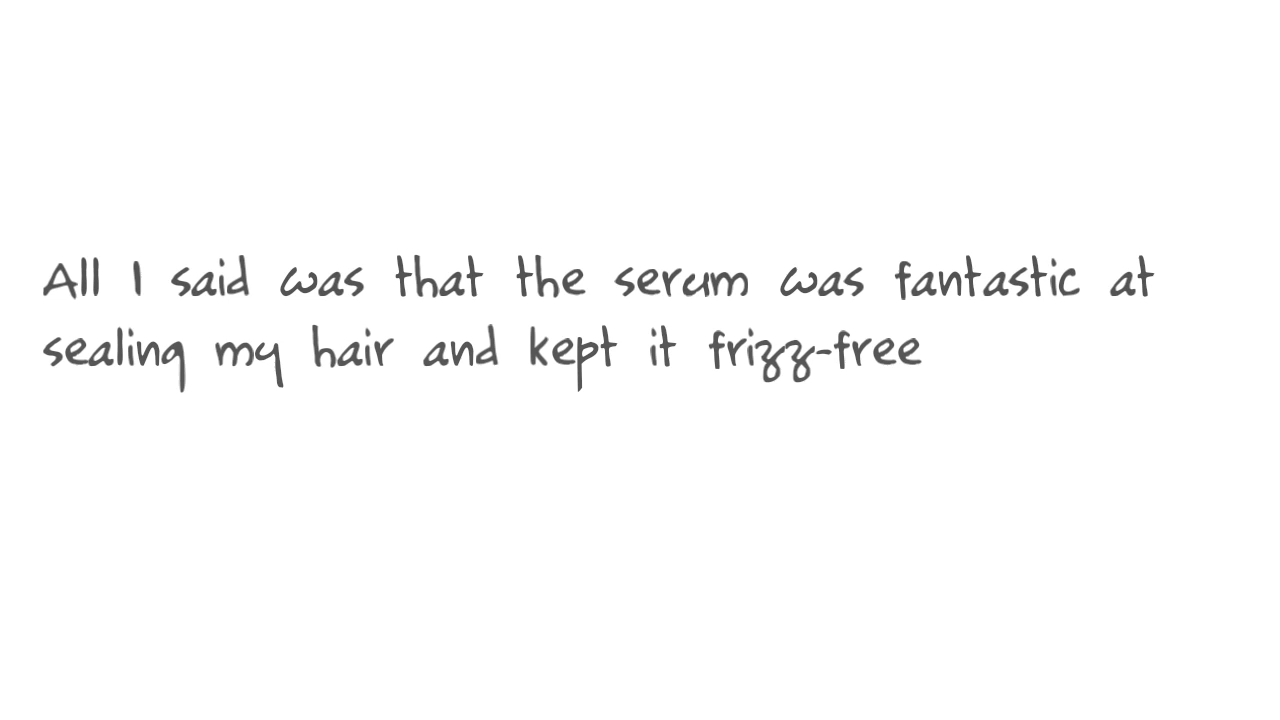 All I said was that the serum was fantastic at
sealing my hair and kept it frizz-free